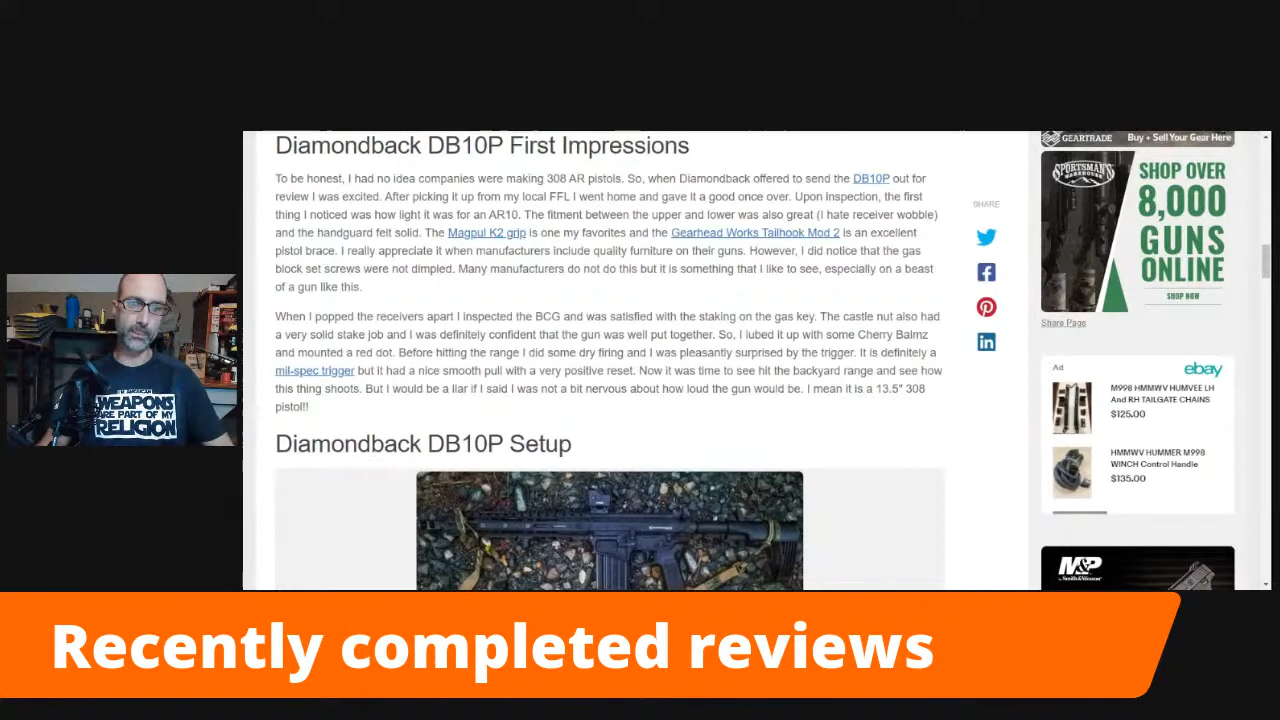 Diamondback DB10P First Impressions
To be honest, I had no idea companies were making 308 AR pistols. So, when Diamondback offered to send the DB10P out for
review I was excited. After picking it up from my local FFL I went home and gave it a good once over. Upon inspection, the first
thing I noticed was how light it was for an AR10. The fitment between the upper and lower was also great (I hate receiver wobble)
and the handguard felt solid. The Magpul K2 grip is one my favorites and the Gearhead Works Tailhook Mod 2 is an excellent
pistol brace. I really appreciate it when manufacturers include quality furniture on their guns. However, I did notice that the gas
block set screws were not dimpled. Many manufacturers do not do this but it is something that I like to see, especially on a beast
of a gun like this.
When I popped the receivers apart I inspected the BCG and was satisfied with the staking on the gas key. The castle nut also had
a very solid stake job and I was definitely confident that the gun was well put together. So, I lubed it up with some Cherry Balmz
and mounted a red dot. Before hitting the range I did some dry firing and I was pleasantly surprised by the trigger. It is definitely a
mil-spec trigger but it had a nice smooth pull with a very positive reset. Now it was time to see hit the backyard range and see how
this thing shoots. But I would be a liar if I said I was not a bit nervous about how loud the gun would be. I mean it is a 13.5" 308
pistol!!
Diamondback DB10P Setup
SHARE
GEARTRADE Buy + Sell Your Gear Here
SPORTSMAN'S
WAREHOUSE
SHOP OVER
8,000
GUNS
ONLINE
SHOP NOW
Share Page
Ad
ebay
M998 HMMWV HUMVEE LH
And RH TAILGATE CHAINS
$125.00
HMMWV HUMMER M998
WINCH Control Handle
$135.00
M&P
by Smith & Wesson
WEAPONS
ARE PART OF MY
RELIGION
Recently completed reviews